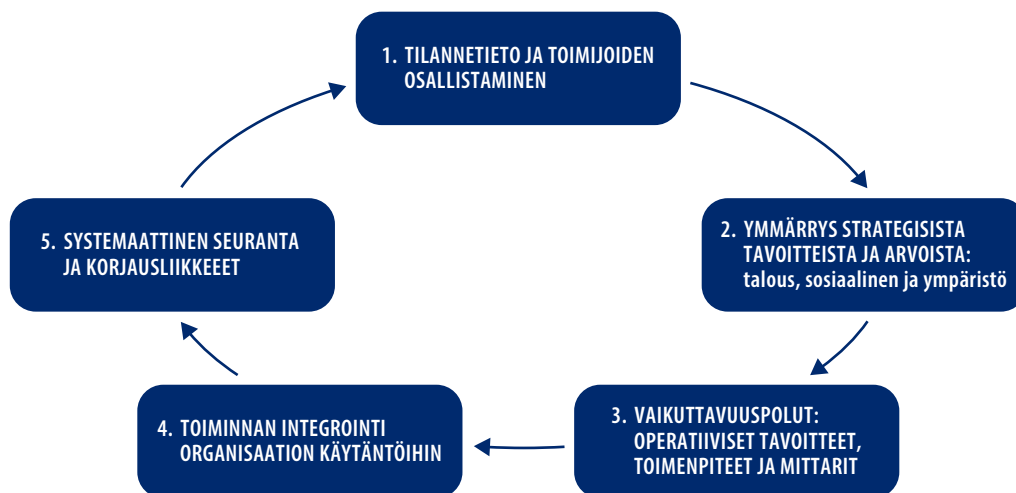 1. TILANNETIETO JA TOIMIJOIDEN
OSALLISTAMINEN
2. YMMÄRRYS STRATEGISISTA
TAVOITTEISTA JA ARVOISTA:
talous, sosiaalinen ja ympäristö
3. VAIKUTTAVUUSPOLUT:
OPERATIIVISET TAVOITTEET,
TOIMENPITEET JA MITTARIT
4. TOIMINNAN INTEGROINTI
ORGANISAATION KÄYTÄNTÖIHIN
5. SYSTEMAATTINEN SEURANTA
JA KORJAUSLIIKKEEET